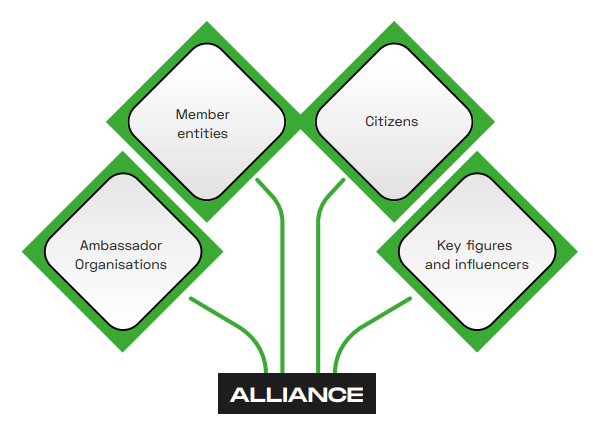 Member
entities
Citizens
Ambassador
Organisations
Key figures
and influencers
ALLIANCE